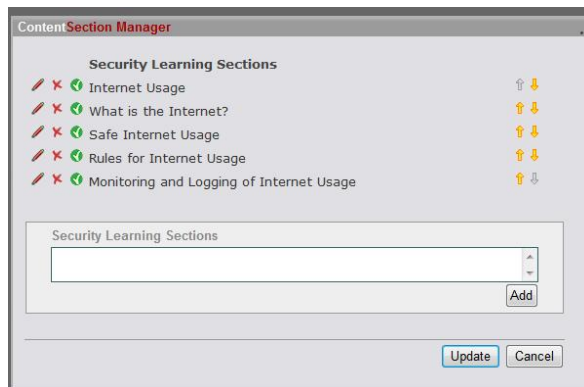 ContentSection Manager
Security Learning Sections
Internet Usage
What is the Internet?
Safe Internet Usage
Rules for Internet Usage
Monitoring and Logging of Internet Usage
Security Learning Sections
Add
Update Cancel